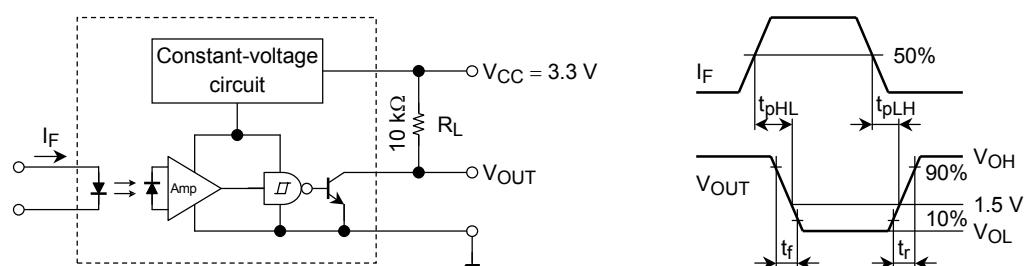 Constant-voltage
circuit
VCC = 3.3 V
10 kΩ
RL
IF
Amp
VOUT
IF
50%
tpHL
tpLH
VOH
90%
VOUT
1.5 V
10%
VOL
tf
tr